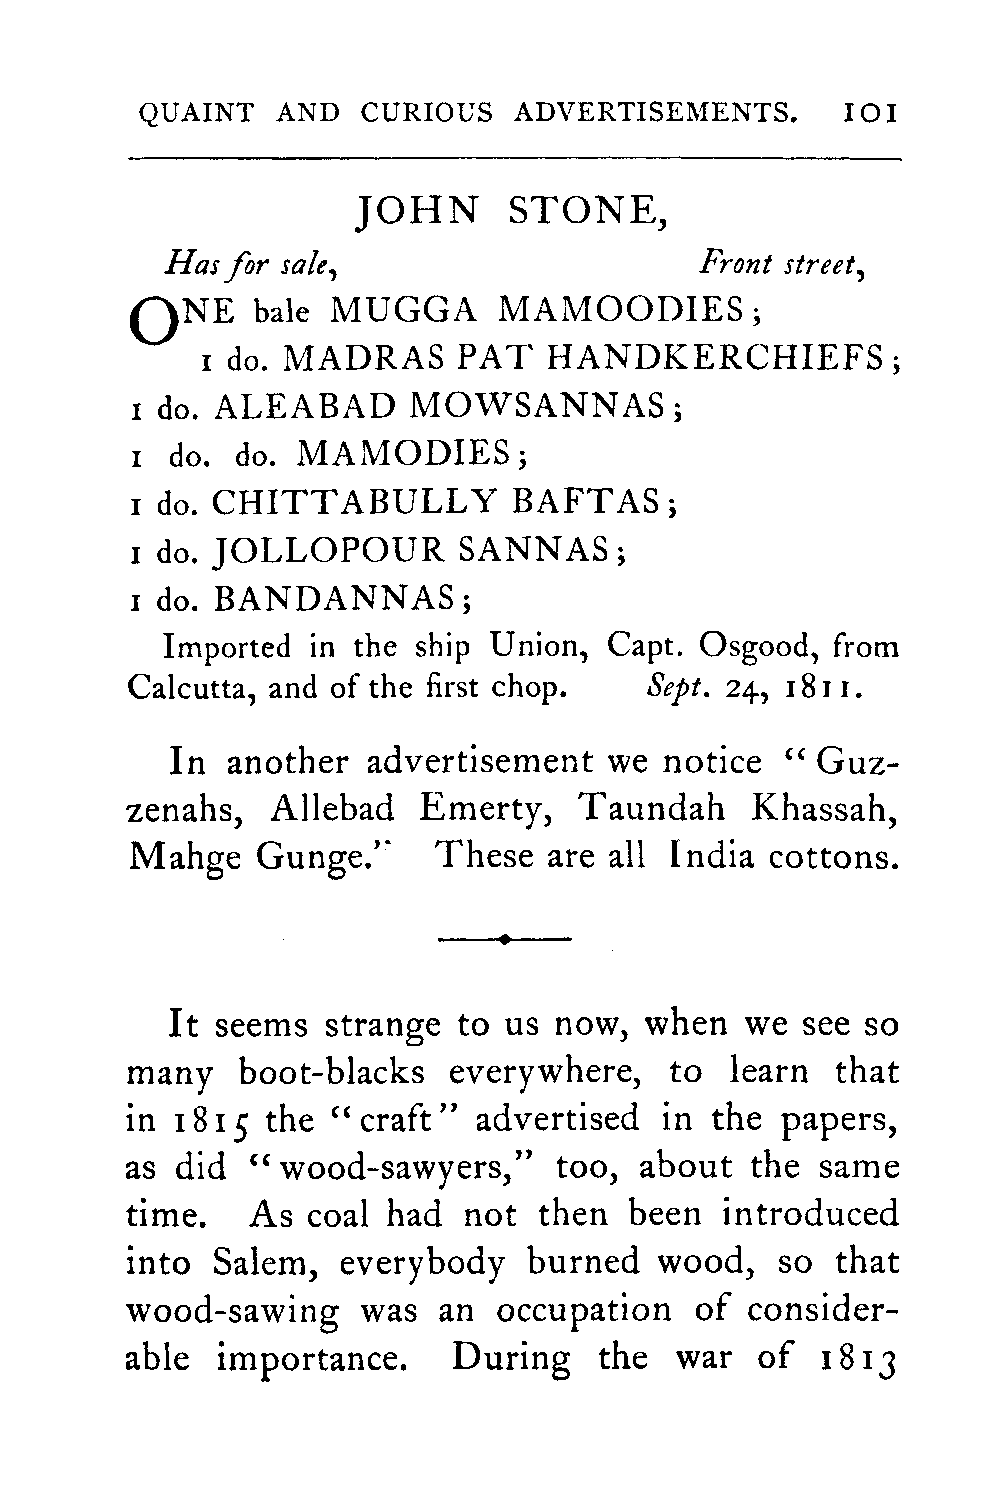 QUAINT AND CURIOUS ADVERTISEMENTS. 101
JOHN STONE,
Has for sale, Front street,
ONE bale MUGGA MAMOODIES;
1 do. MADRAS PAT HANDKERCHIEFS;
1 do. ALEABAD MOWSANNAS;
1 do. do. MAMODIES;
1 do. CHITTABULLY BAFTAS;
1 do. JOLLOPOUR SANNAS;
1 do. BANDANNAS;
Imported in the ship Union, Capt. Osgood, from
Calcutta, and of the first chop. Sept. 24, 1811.
In another advertisement we notice "Guz-
zenahs, Allebad Emerty, Taundah Khassah,
Mahge Gunge." These are all India cottons.
It seems strange to us now, when we see so
many boot-blacks everywhere, to learn that
in 1815 the "craft" advertised in the papers,
as did "wood-sawyers," too, about the same
time. As coal had not then been introduced
into Salem, everybody burned wood, so that
wood-sawing was an occupation of consider-
able importance. During the war of 1813